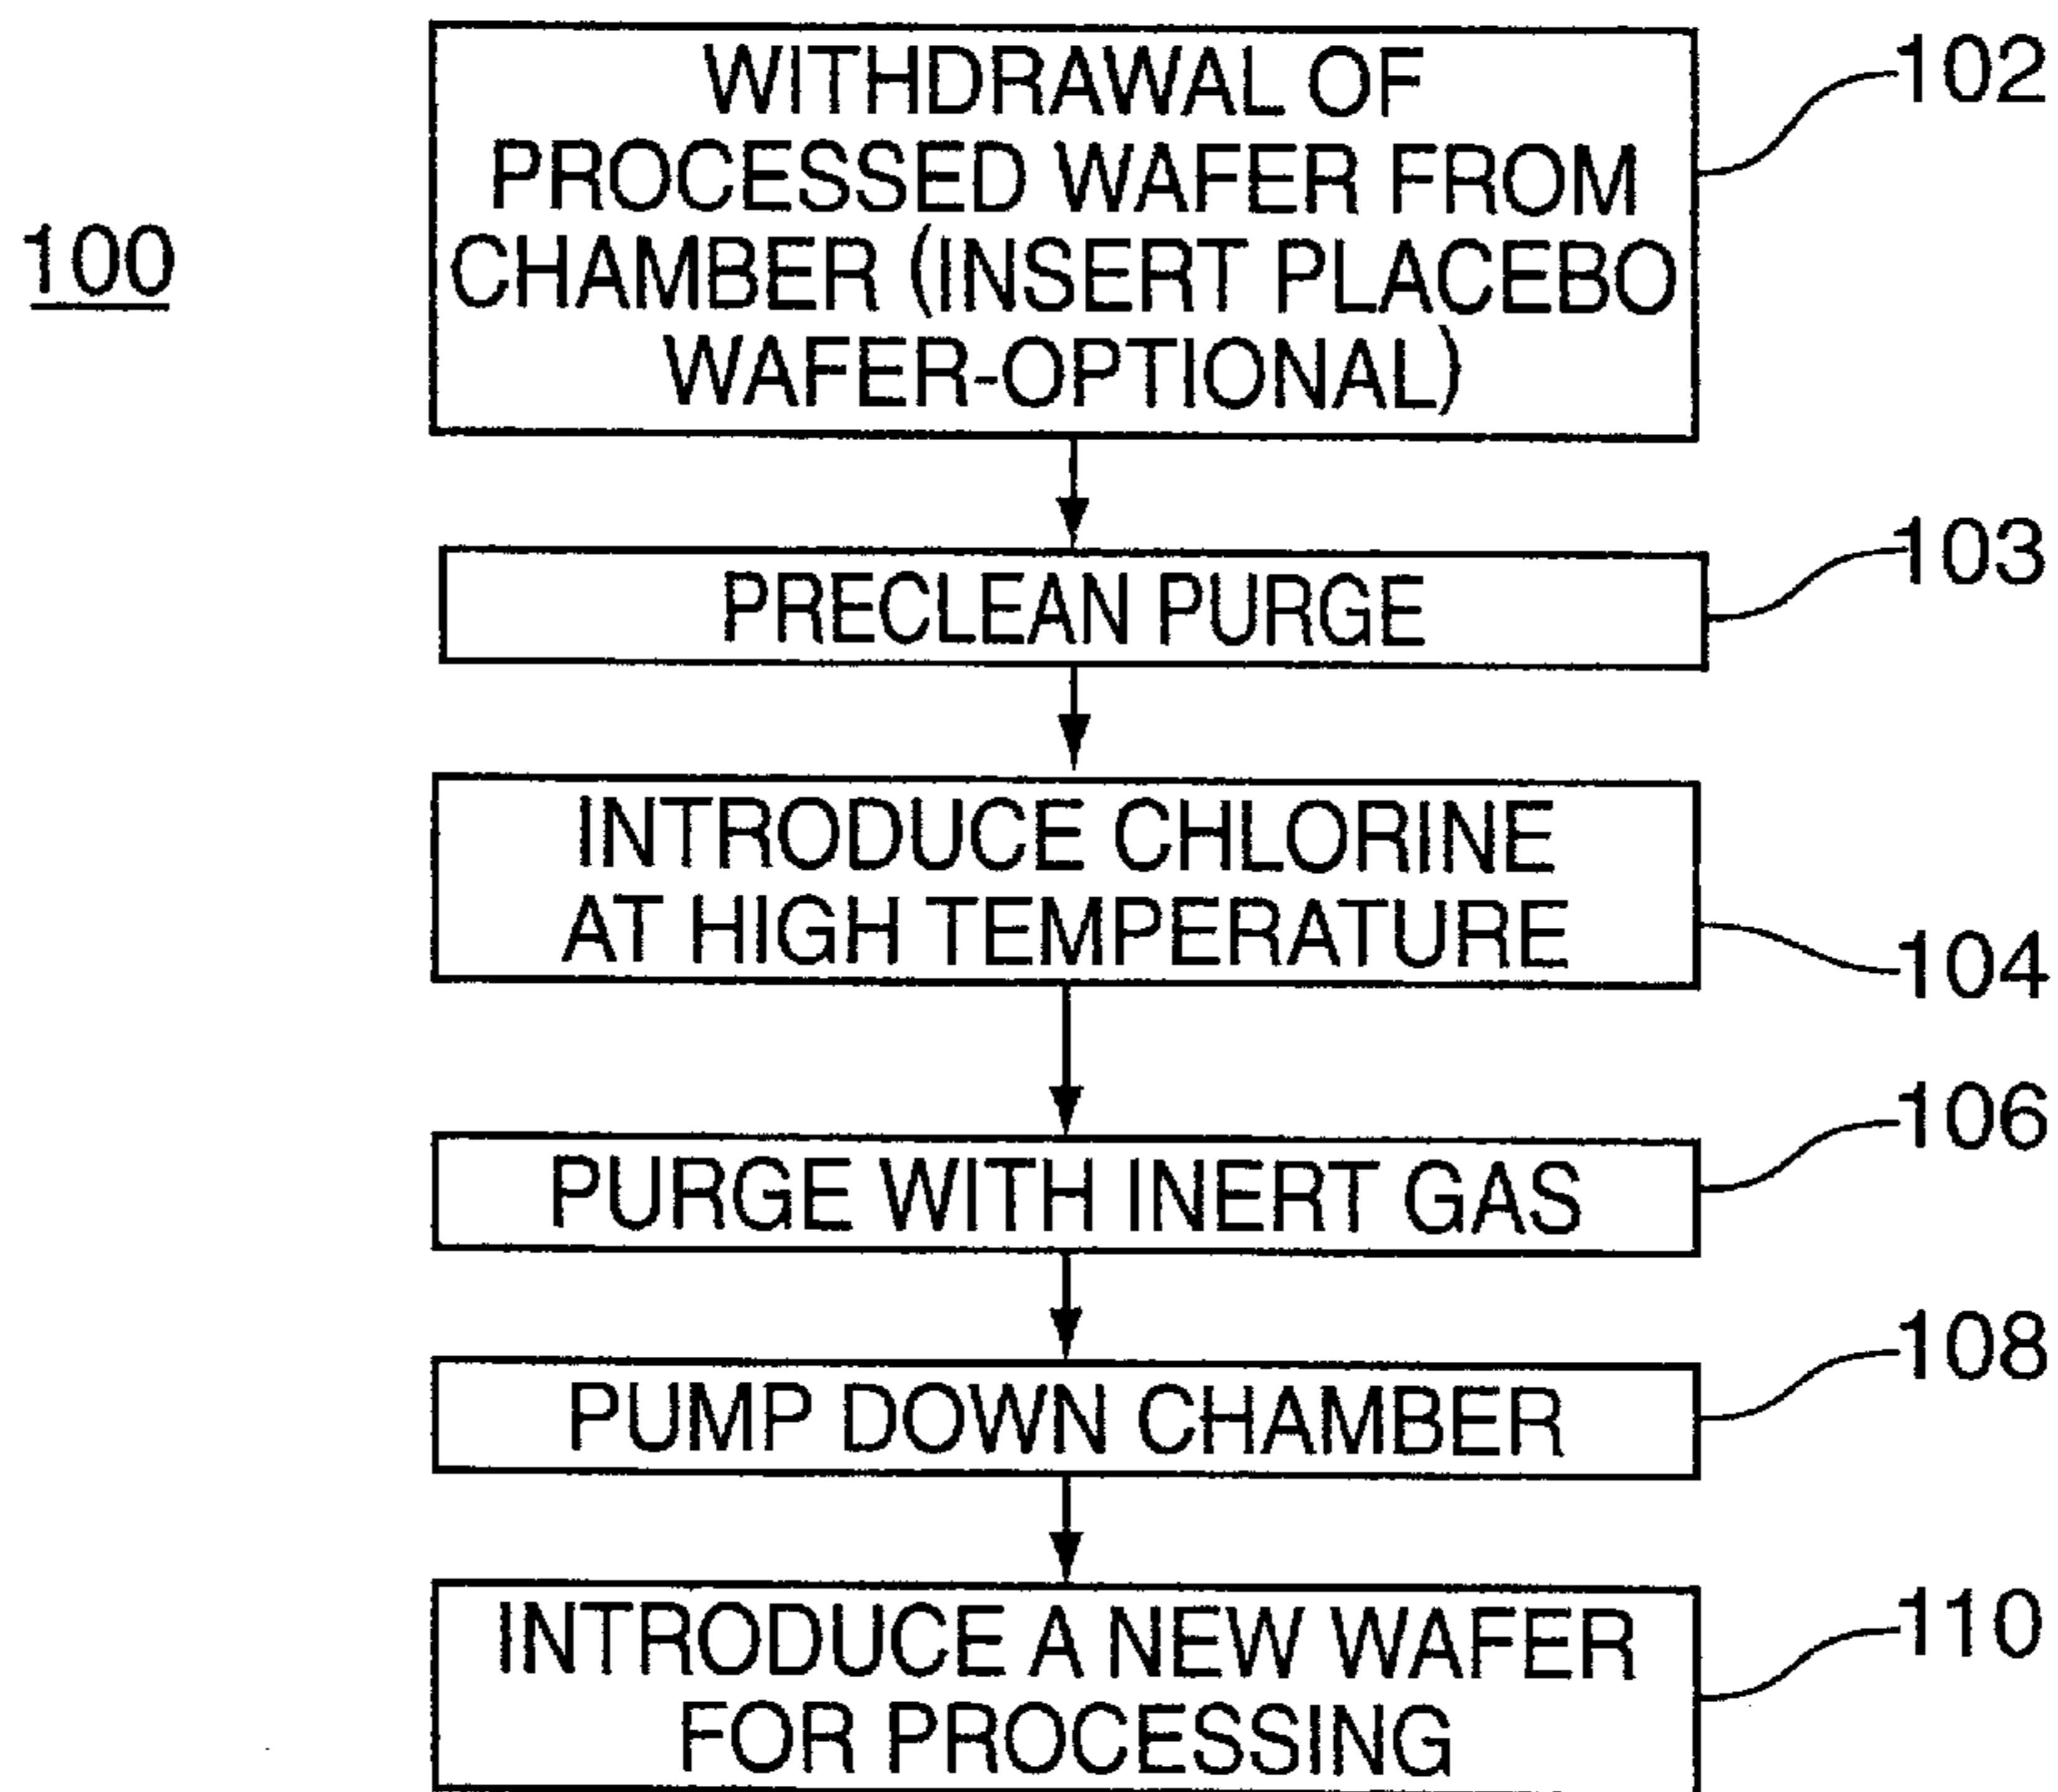 100
WITHDRAWAL OF
PROCESSED WAFER FROM
CHAMBER (INSERT PLACEBO
WAFER-OPTIONAL)
102
PRECLEAN PURGE
103
INTRODUCE CHLORINE
AT HIGH TEMPERATURE
104
PURGE WITH INERT GAS
106
PUMP DOWN CHAMBER
108
INTRODUCE A NEW WAFER
FOR PROCESSING
110